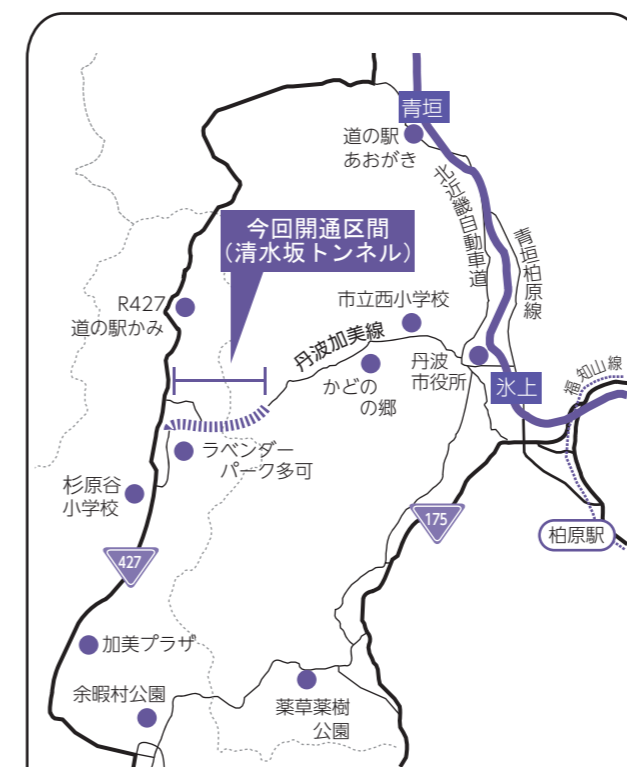 青垣
道の駅
あおがき
北近畿自動車道
青垣柏原線
今回開通区間
(清水坂トンネル)
R427
道の駅かみ
市立西小学校
丹波加美線
かどの
の郷
丹波
市役所
氷上
福知山線
ラベンダー
パーク多可
杉原谷
小学校
175
柏原駅
427
加美プラザ
余暇村公園
薬草薬樹
公園